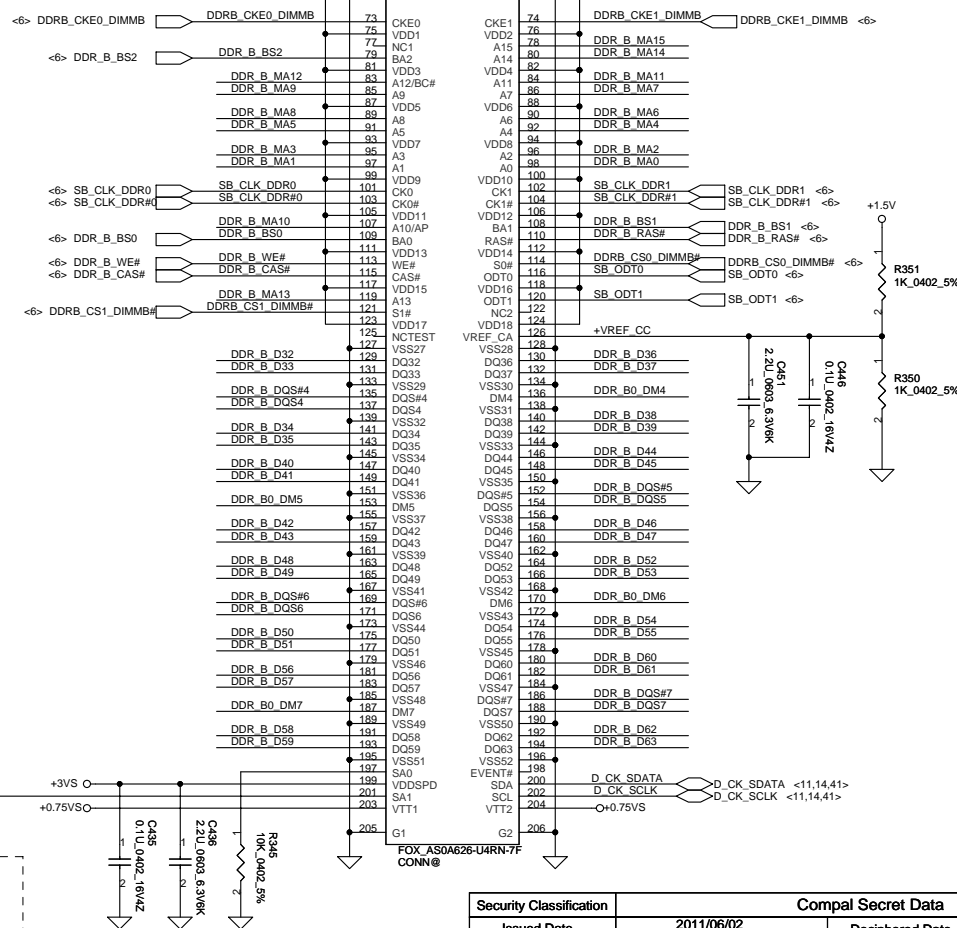 <6> DDRB_CKE0_DIMMB DDRB_CKE0_DIMMB 73 CKE0 CKE1 74 DDRB_CKE1_DIMMB DDRB_CKE1_DIMMB <6>
75 VDD1 VDD2 76
77 NC1 A15 78 DDR_B_MA15
<6> DDR_B_BS2 DDR_B_BS2 79 BA2 A14 80 DDR_B_MA14
81 VDD3 VDD4 82
DDR_B_MA12 83 A12/BC# A11 84 DDR_B_MA11
DDR_B_MA9 85 A9 A7 86 DDR_B_MA7
87 VDD5 VDD6 88
DDR_B_MA8 89 A8 A6 90 DDR_B_MA6
DDR_B_MA5 91 A5 A4 92 DDR_B_MA4
93 VDD7 VDD8 94
DDR_B_MA3 95 A3 A2 96 DDR_B_MA2
DDR_B_MA1 97 A1 A0 98 DDR_B_MA0
99 VDD9 VDD10 100
<6> SB_CLK_DDR0 SB_CLK_DDR0 101 CK0 CK1 102 SB_CLK_DDR1 SB_CLK_DDR1 <6>
<6> SB_CLK_DDR#0 SB_CLK_DDR#0 103 CK0# CK1# 104 SB_CLK_DDR#1 SB_CLK_DDR#1 <6>
105 VDD11 VDD12 106
DDR_B_MA10 107 A10/AP BA1 108 DDR_B_BS1 DDR_B_BS1 <6>
<6> DDR_B_BS0 DDR_B_BS0 109 BA0 RAS# 110 DDR_B_RAS# DDR_B_RAS# <6>
111 VDD13 VDD14 112
<6> DDR_B_WE# DDR_B_WE# 113 WE# S0# 114 DDRB_CS0_DIMMB# DDRB_CS0_DIMMB# <6>
<6> DDR_B_CAS# DDR_B_CAS# 115 CAS# ODT0 116 SB_ODT0 SB_ODT0 <6>
117 VDD15 VDD16 118
DDR_B_MA13 119 A13 ODT1 120 SB_ODT1 SB_ODT1 <6>
<6> DDRB_CS1_DIMMB# DDRB_CS1_DIMMB# 121 S1# NC2 122
123 VDD17 VDD18 124
125 NCTEST VREF_CA 126 +VREF_CC
127 VSS27 VSS28 128
DDR_B_D32 129 DQ32 DQ36 130 DDR_B_D36
DDR_B_D33 131 DQ33 DQ37 132 DDR_B_D37
133 VSS29 VSS30 134
DDR_B_DQS#4 135 DQS#4 DM4 136 DDR_B0_DM4
DDR_B_DQS4 137 DQS4 VSS31 138
139 VSS32 DQ38 140 DDR_B_D38
DDR_B_D34 141 DQ34 DQ39 142 DDR_B_D39
DDR_B_D35 143 DQ35 VSS33 144
145 VSS34 DQ44 146 DDR_B_D44
DDR_B_D40 147 DQ40 DQ45 148 DDR_B_D45
DDR_B_D41 149 DQ41 VSS35 150
151 VSS36 DQS#5 152 DDR_B_DQS#5
DDR_B0_DM5 153 DM5 DQS5 154 DDR_B_DQS5
155 VSS37 VSS38 156
DDR_B_D42 157 DQ42 DQ46 158 DDR_B_D46
DDR_B_D43 159 DQ43 DQ47 160 DDR_B_D47
161 VSS39 VSS40 162
DDR_B_D48 163 DQ48 DQ52 164 DDR_B_D52
DDR_B_D49 165 DQ49 DQ53 166 DDR_B_D53
167 VSS41 VSS42 168
DDR_B_DQS#6 169 DQS#6 DM6 170 DDR_B0_DM6
DDR_B_DQS6 171 DQS6 VSS43 172
173 VSS44 DQ54 174 DDR_B_D54
DDR_B_D50 175 DQ50 DQ55 176 DDR_B_D55
DDR_B_D51 177 DQ51 VSS45 178
179 VSS46 DQ60 180 DDR_B_D60
DDR_B_D56 181 DQ56 DQ61 182 DDR_B_D61
DDR_B_D57 183 DQ57 VSS47 184
185 VSS48 DQS#7 186 DDR_B_DQS#7
DDR_B0_DM7 187 DM7 DQS7 188 DDR_B_DQS7
189 VSS49 VSS50 190
DDR_B_D58 191 DQ58 DQ62 192 DDR_B_D62
DDR_B_D59 193 DQ59 DQ63 194 DDR_B_D63
195 VSS51 VSS52 196
197 SA0 EVENT# 198
+3VS 199 VDDSPD SDA 200 D_CK_SDATA D_CK_SDATA <11,14,41>
201 SA1 SCL 202 D_CK_SCLK D_CK_SCLK <11,14,41>
+0.75VS 203 VTT1 VTT2 204 +0.75VS
205 G1 G2 206
FOX_AS0A626-U4RN-7F
CONN@
+1.5V
1
R351
1K_0402_5%
2
1
R350
1K_0402_5%
2
C451
2.2U_0603_6.3V6K
1
2
C446
0.1U_0402_16V4Z
1
2
C435
0.1U_0402_16V4Z
1
2
C436
2.2U_0603_6.3V6K
1
2
R345
10K_0402_5%
1
2
Security Classification Compal Secret Data
Issued Date 2011/06/02 Deciphered Date